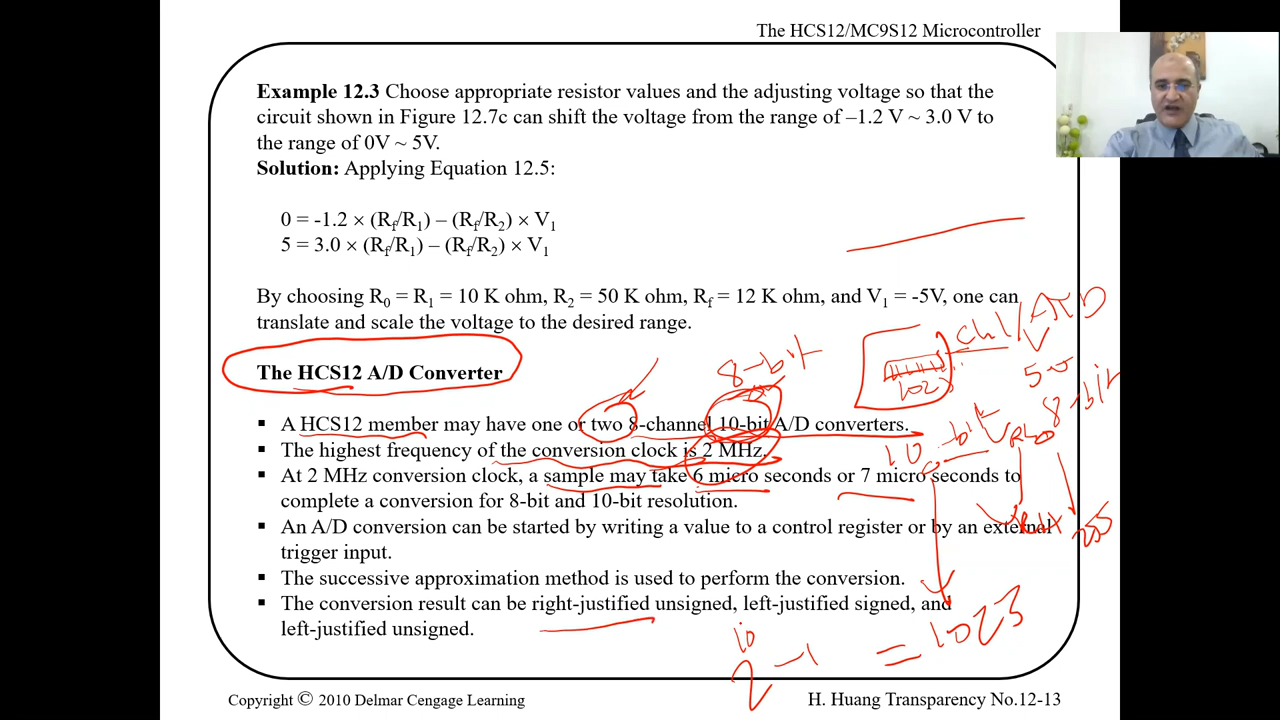 The HCS12/MC9S12 Microcontroller
Example 12.3 Choose appropriate resistor values and the adjusting voltage so that the
circuit shown in Figure 12.7c can shift the voltage from the range of –1.2 V ~ 3.0 V to
the range of 0V ~ 5V.
Solution: Applying Equation 12.5:
0 = -1.2 × (Rf/R1) – (Rf/R2) × V1
5 = 3.0 × (Rf/R1) – (Rf/R2) × V1
By choosing R0 = R1 = 10 K ohm, R2 = 50 K ohm, Rf = 12 K ohm, and V1 = -5V, one can
translate and scale the voltage to the desired range.
The HCS12 A/D Converter
▪ A HCS12 member may have one or two 8-channel 10-bit A/D converters.
▪ The highest frequency of the conversion clock is 2 MHz.
▪ At 2 MHz conversion clock, a sample may take 6 micro seconds or 7 micro seconds to
complete a conversion for 8-bit and 10-bit resolution.
▪ An A/D conversion can be started by writing a value to a control register or by an external
trigger input.
▪ The successive approximation method is used to perform the conversion.
▪ The conversion result can be right-justified unsigned, left-justified signed, and
left-justified unsigned.
8-bit
1023
ch1/ATD
8-bit
10-bit
255
2^10 -1 = 1023
Copyright © 2010 Delmar Cengage Learning
H. Huang Transparency No.12-13